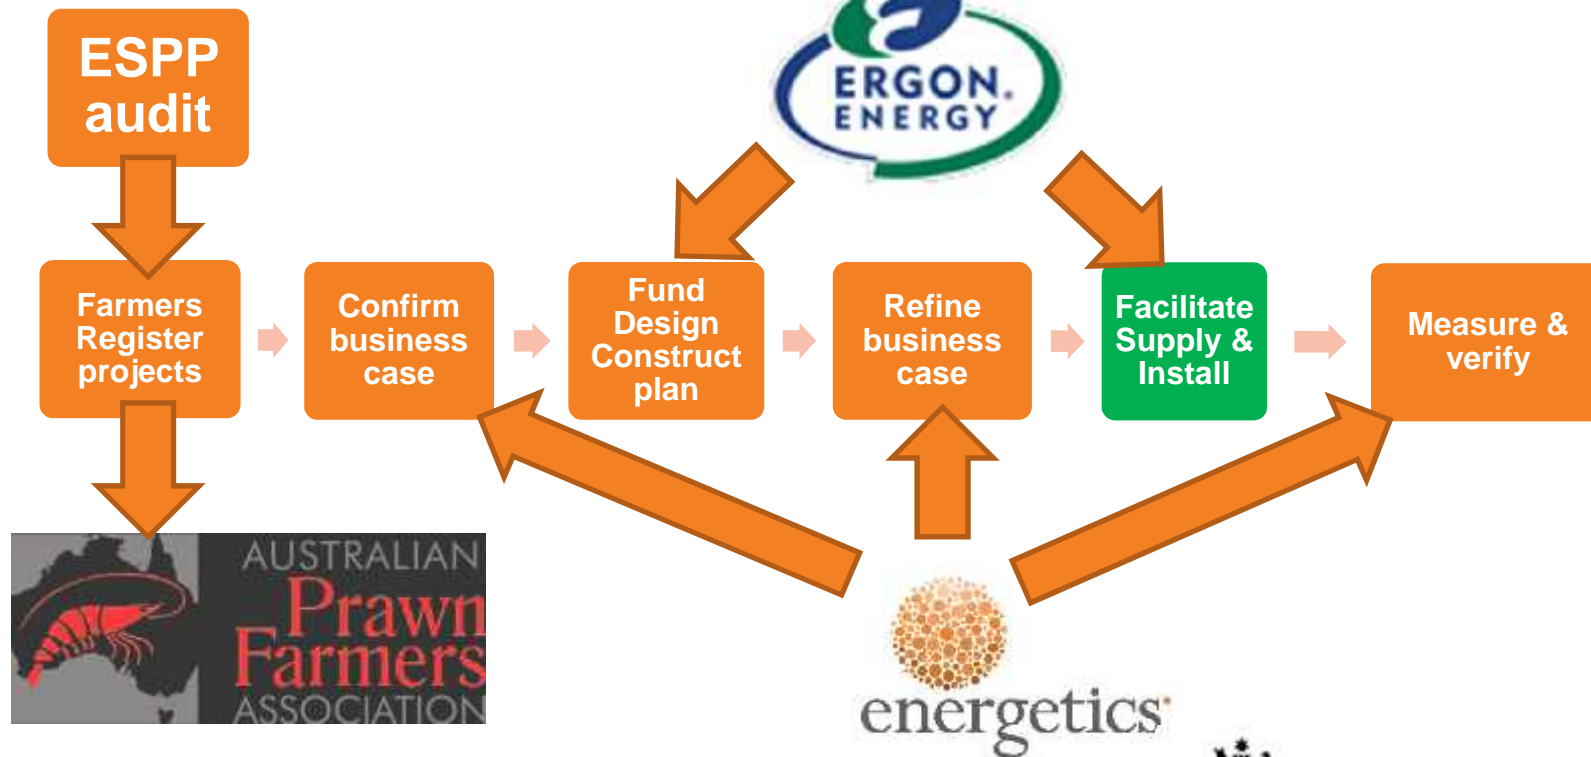 ESPP
audit
ERGON.
ENERGY
Farmers
Register
projects
Confirm
business
case
Fund
Design
Construct
plan
Refine
business
case
Facilitate
Supply &
Install
Measure &
verify
AUSTRALIAN
Prawn
Farmers
ASSOCIATION
energetics